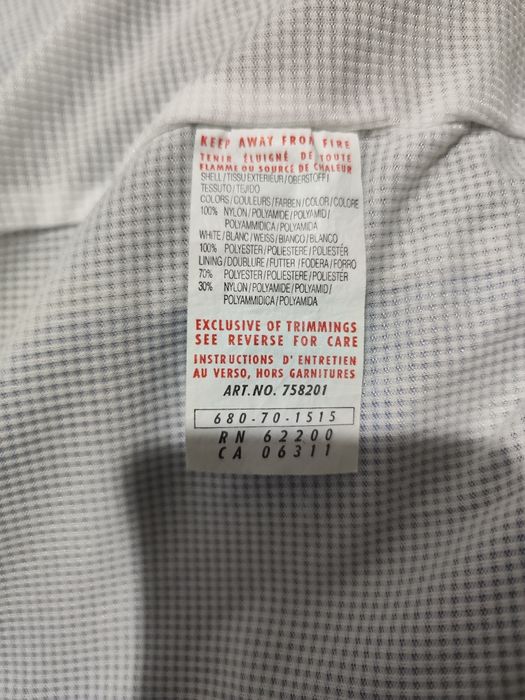 KEEP AWAY FROM FIRE
TENIR ÉLOIGNÉ DE TOUTE
FLAMME OU SOURCE DE CHALEUR
SHELL/TISSU EXTERIEUR/OBERSTOFF/
TESSUTO/TEJIDO
COLORS/COULEURS/FARBEN/COLOR/COLORE
100% NYLON/POLYAMIDE/POLYAMID/
POLYAMMIDICA/POLYAMIDA
WHITE/BLANC/WEISS/BIANCO/BLANCO
100% POLYESTER/POLIESTERE/POLIESTER
LINING/DOUBLURE/FUTTER/FODERA/FORRO
70% POLYESTER/POLIESTERE/POLIESTER
30% NYLON/POLYAMIDE/POLYAMID/
POLYAMMIDICA/POLYAMIDA
EXCLUSIVE OF TRIMMINGS
SEE REVERSE FOR CARE
INSTRUCTIONS D' ENTRETIEN
AU VERSO, HORS GARNITURES
ART.NO. 758201
680-70-1515
RN 62200
CA 06311